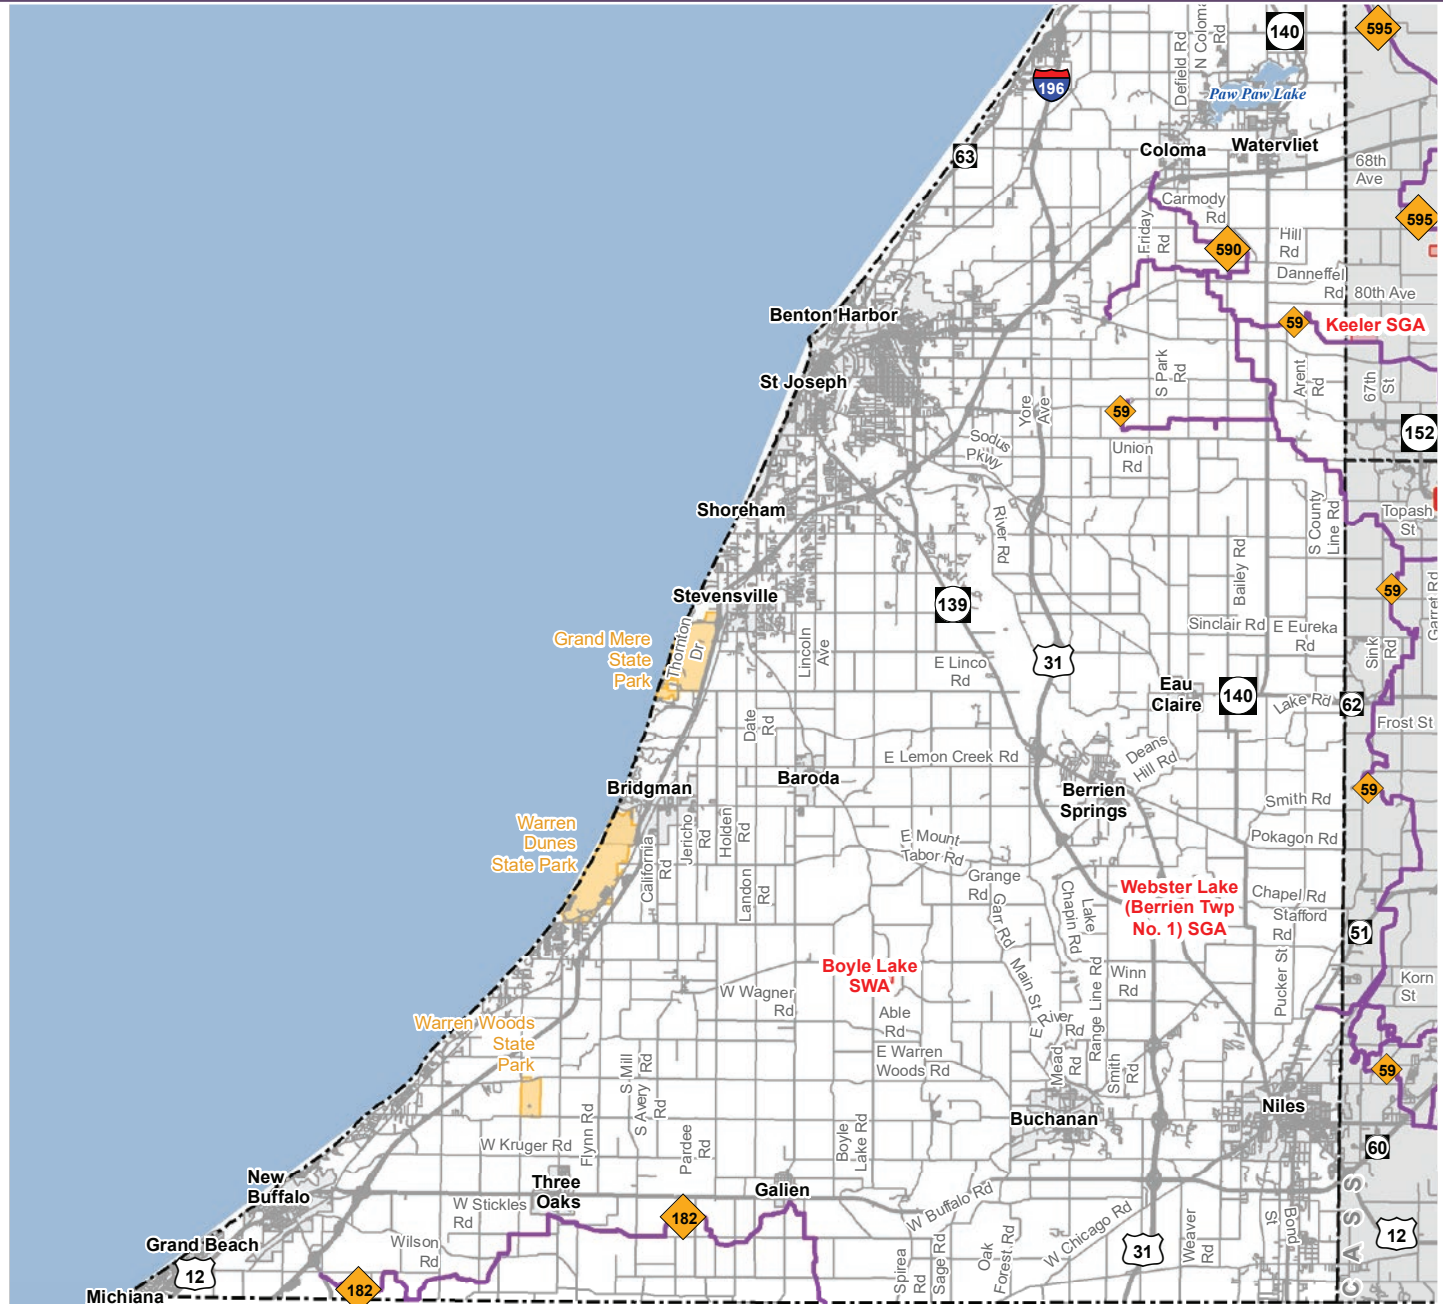 595
140
N Coloma
Rd
Defield Rd
196
Paw Paw Lake
63
Coloma
Watervliet
68th
Ave
Carmody
Rd
595
Friday
Rd
590
Hill
Rd
Danneffel
Rd
80th Ave
Benton Harbor
59
Keeler SGA
St Joseph
S Park
Rd
Arent
Rd
67th
St
Yore
Ave
59
152
Sodus
Pkwy
Union
Rd
Shoreham
River Rd
S County
Line Rd
Topash
St
Bailey Rd
Stevensville
139
59
Garret Rd
Grand Mere
State
Park
Thornton
Dr
Lincoln
Ave
Sinclair Rd
E Eureka
Rd
Sink
Rd
E Linco
Rd
31
Eau
Claire
140
Lake Rd
62
Frost St
Date
Rd
E Lemon Creek Rd
Deans
Hill Rd
Baroda
Bridgman
Berrien
Springs
59
Smith Rd
Warren
Dunes
State Park
California
Rd
Jericho
Rd
Holden
Rd
E Mount
Tabor Rd
Pokagon Rd
Landon
Rd
Grange
Rd
Garr Rd
Lake
Chapin Rd
Webster Lake
(Berrien Twp
No. 1) SGA
Chapel Rd
Stafford
Rd
51
Boyle Lake
SWA
Main St
Winn
Rd
Pucker St
Korn
St
W Wagner
Rd
Able
Rd
E River
Rd
Range Line Rd
Warren Woods
State
Park
E Warren
Woods Rd
Mead
Rd
Smith
Rd
59
S Mill
Rd
S Avery
Rd
Niles
Buchanan
W Kruger Rd
Flynn Rd
Pardee
Rd
Boyle
Lake Rd
60
New
Buffalo
Three
Oaks
Galien
W Stickles
Rd
182
W Buffalo Rd
Grand Beach
Wilson
Rd
W Chicago Rd
Weaver
Rd
Bond
St
12
12
31
Spirea
Rd
Sage Rd
Oak
Forest Rd
182
Michiana
CASS